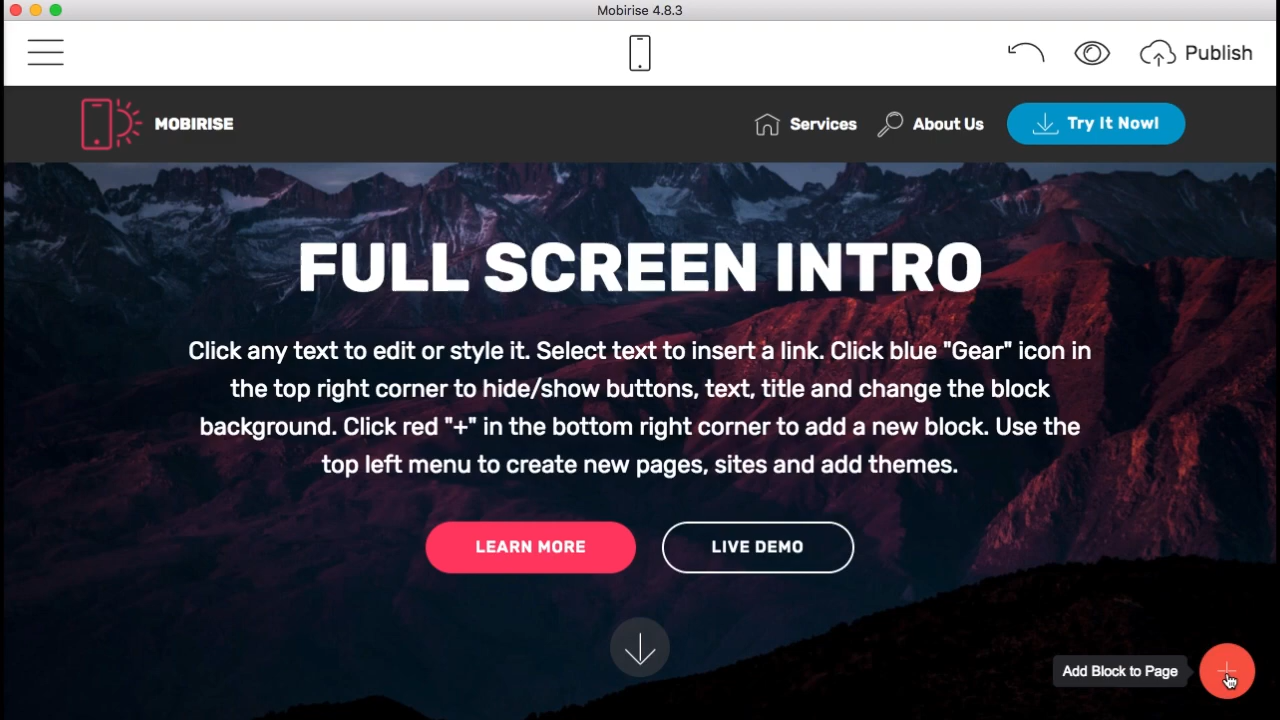 Mobirise 4.8.3
Publish
MOBIRISE
Services
About Us
Try It Now!
FULL SCREEN INTRO
Click any text to edit or style it. Select text to insert a link. Click blue "Gear" icon in
the top right corner to hide/show buttons, text, title and change the block
background. Click red "+" in the bottom right corner to add a new block. Use the
top left menu to create new pages, sites and add themes.
LEARN MORE
LIVE DEMO
Add Block to Page